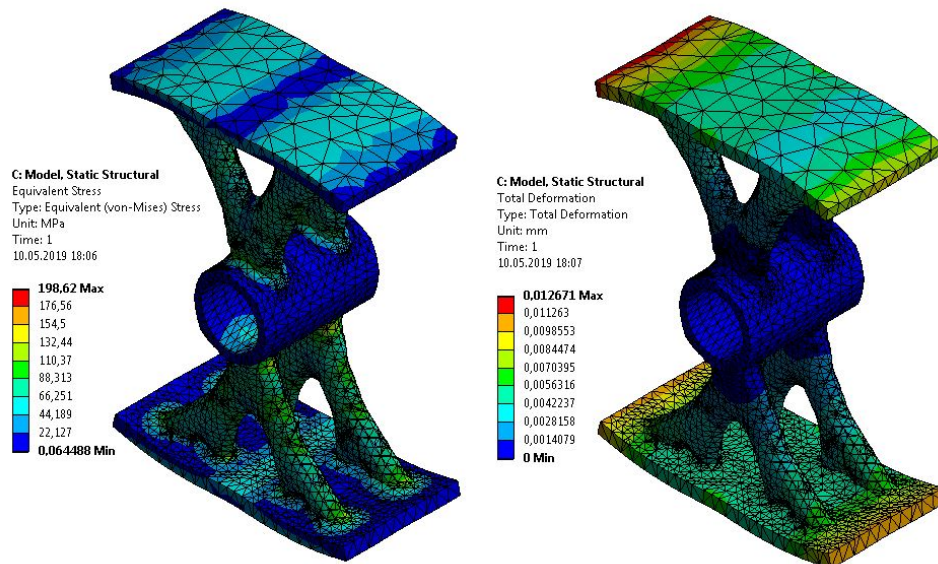 C: Model, Static Structural
Equivalent Stress
Type: Equivalent (von-Mises) Stress
Unit: MPa
Time: 1
10.05.2019 18:06
198,62 Max
176,56
154,5
132,44
110,37
88,313
66,251
44,189
22,127
0,064488 Min
C: Model, Static Structural
Total Deformation
Type: Total Deformation
Unit: mm
Time: 1
10.05.2019 18:07
0,012671 Max
0,011263
0,0098553
0,0084474
0,0070395
0,0056316
0,0042237
0,0028158
0,0014079
0 Min